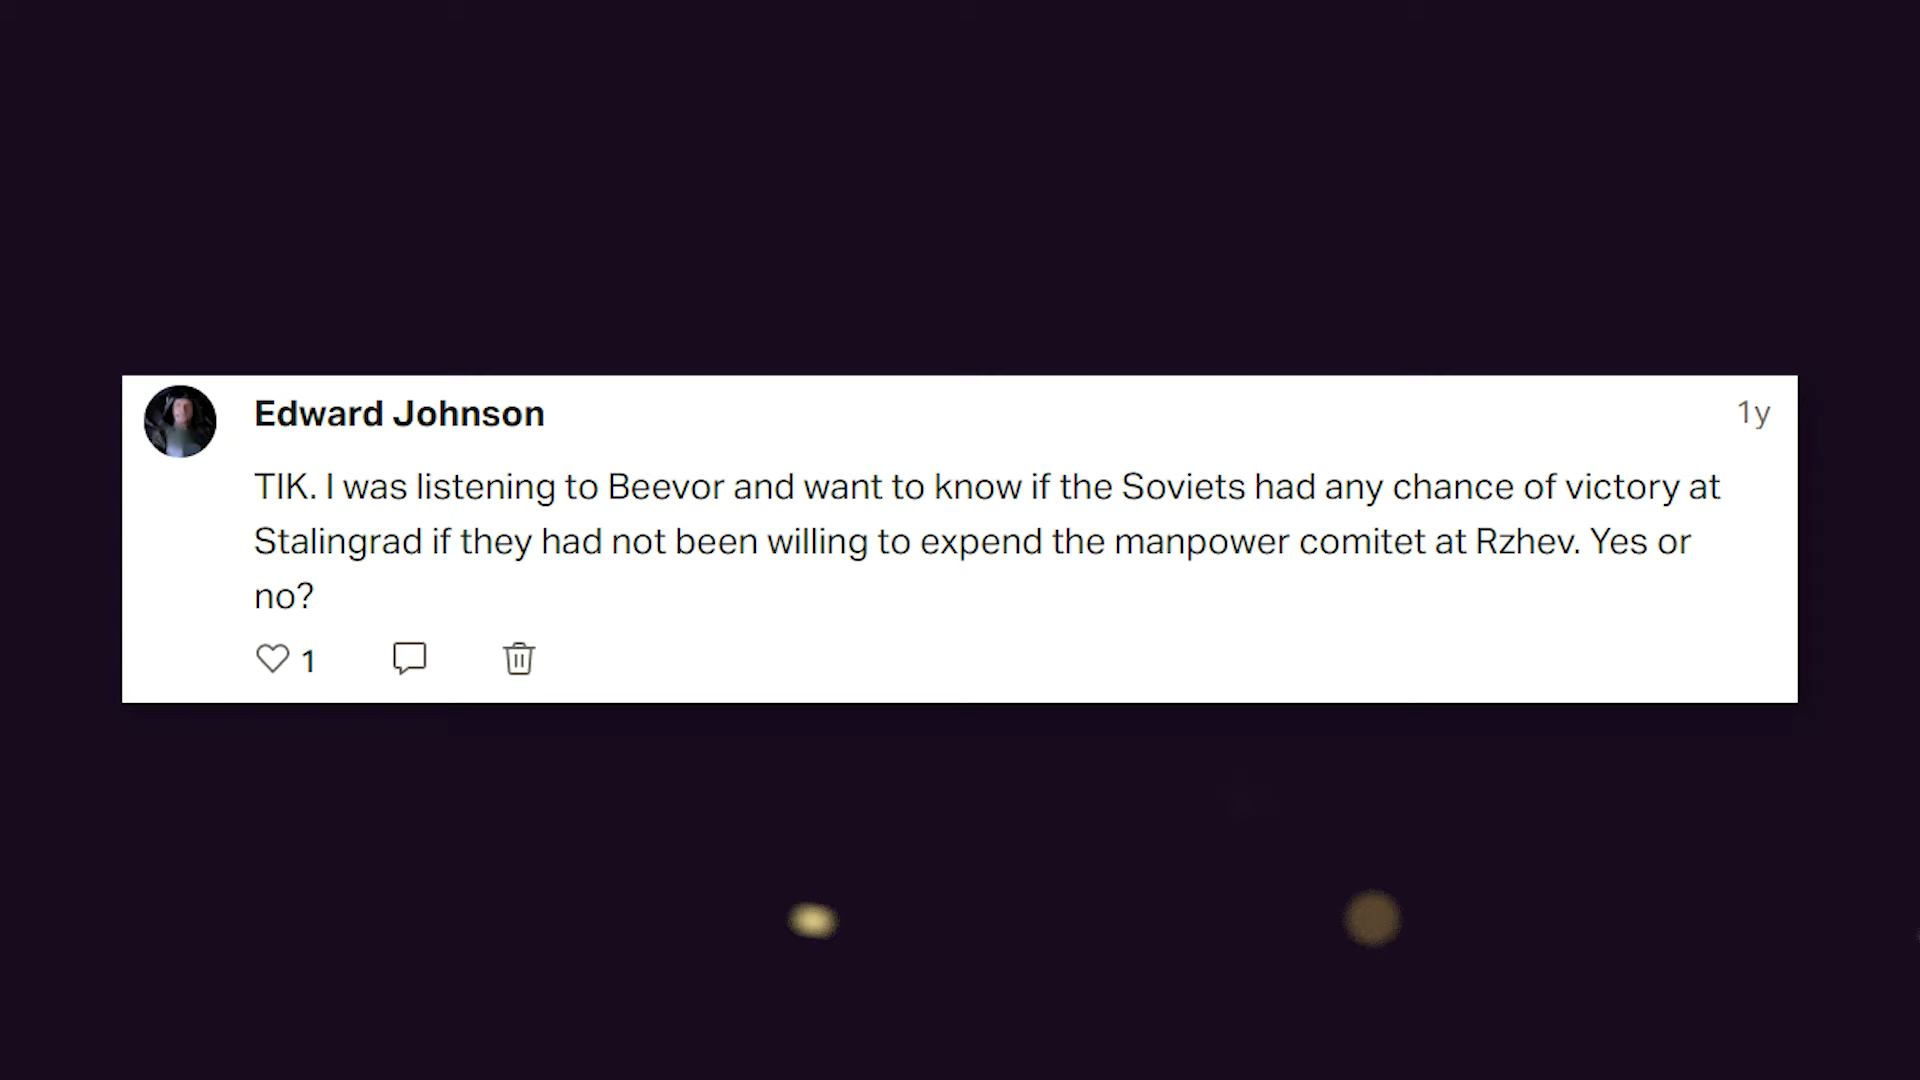 Edward Johnson
1y
TIK. I was listening to Beevor and want to know if the Soviets had any chance of victory at
Stalingrad if they had not been willing to expend the manpower comitet at Rzhev. Yes or
no?
1